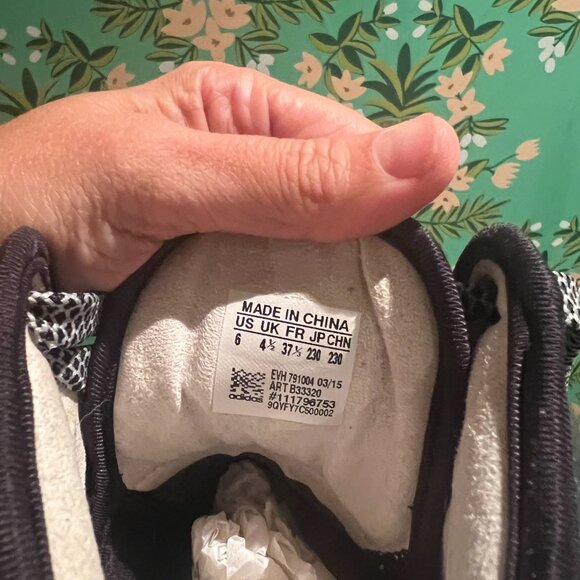 MADE IN CHINA
US UK FR JP CHN
6 4½ 37⅓ 230 230
EVH 791004 03/15
ART B33320
#111796753
adidas 9QYFY7C500002